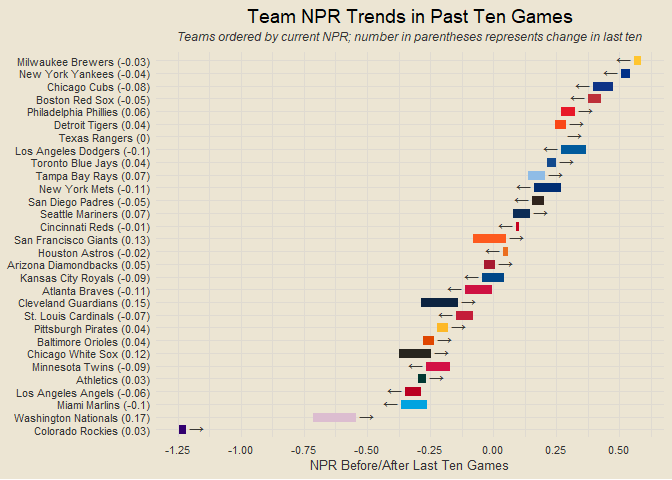 Team NPR Trends in Past Ten Games
Teams ordered by current NPR; number in parentheses represents change in last ten
Milwaukee Brewers (-0.03)
New York Yankees (-0.04)
Chicago Cubs (-0.08)
Boston Red Sox (-0.05)
Philadelphia Phillies (0.06)
Detroit Tigers (0.04)
Texas Rangers (0)
Los Angeles Dodgers (-0.1)
Toronto Blue Jays (0.04)
Tampa Bay Rays (0.07)
New York Mets (-0.11)
San Diego Padres (-0.05)
Seattle Mariners (0.07)
Cincinnati Reds (-0.01)
San Francisco Giants (0.13)
Houston Astros (-0.02)
Arizona Diamondbacks (0.05)
Kansas City Royals (-0.09)
Atlanta Braves (-0.11)
Cleveland Guardians (0.15)
St. Louis Cardinals (-0.07)
Pittsburgh Pirates (0.04)
Baltimore Orioles (0.04)
Chicago White Sox (0.12)
Minnesota Twins (-0.09)
Athletics (0.03)
Los Angeles Angels (-0.06)
Miami Marlins (-0.1)
Washington Nationals (0.17)
Colorado Rockies (0.03)
-1.25 -1.00 -0.75 -0.50 -0.25 0.00 0.25 0.50
NPR Before/After Last Ten Games